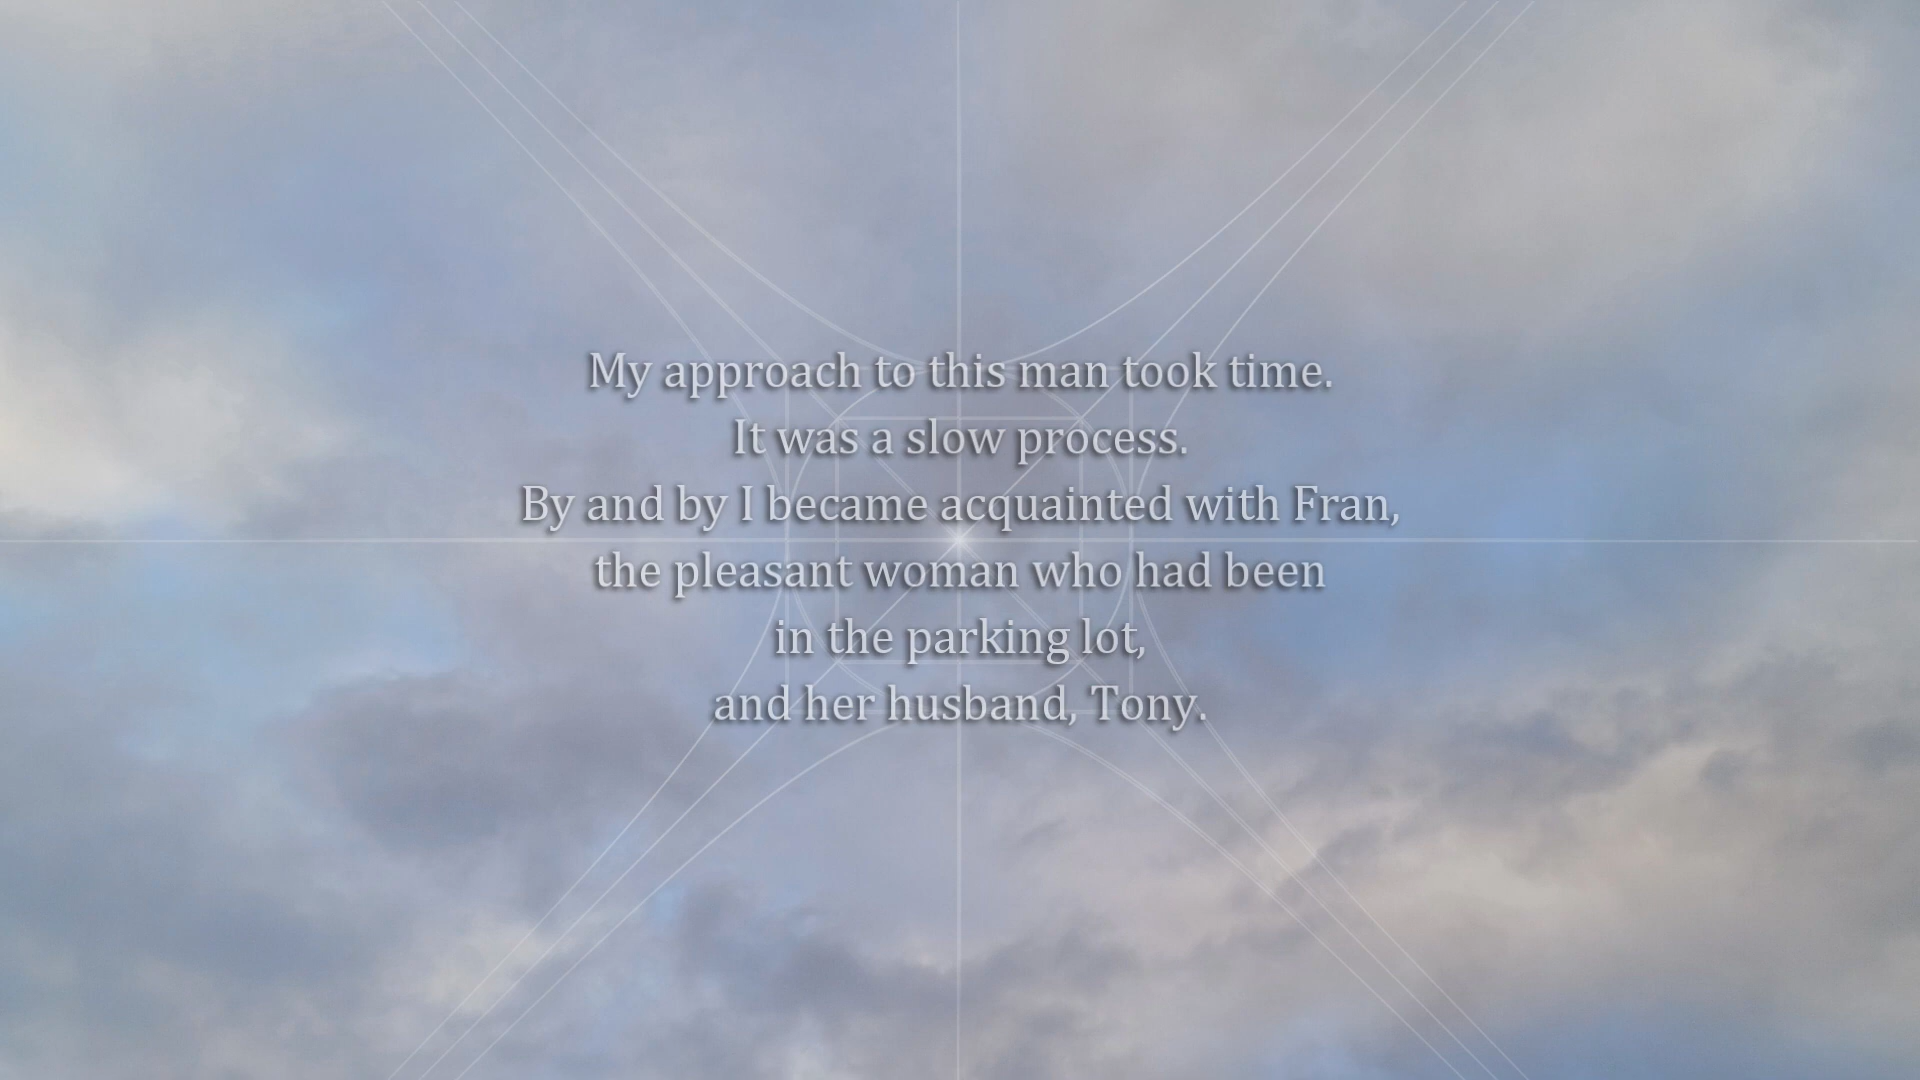 My approach to this man took time.
It was a slow process.
By and by I became acquainted with Fran,
the pleasant woman who had been
in the parking lot,
and her husband, Tony.